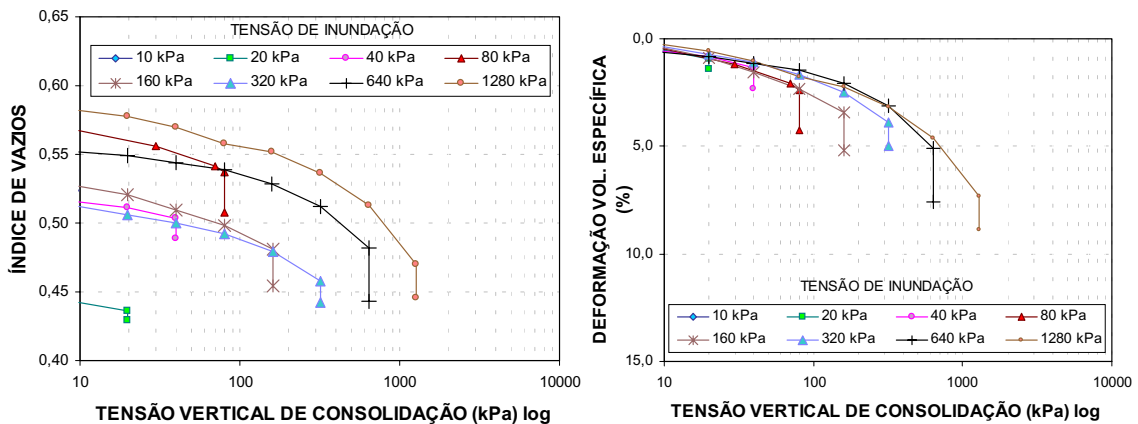 TENSÃO DE INUNDAÇÃO
10 kPa 20 kPa 40 kPa 80 kPa
160 kPa 320 kPa 640 kPa 1280 kPa
0,65
0,60
0,55
0,50
0,45
0,40
ÍNDICE DE VAZIOS
10 100 1000 10000
TENSÃO VERTICAL DE CONSOLIDAÇÃO (kPa) log
0,0
5,0
10,0
15,0
DEFORMAÇÃO VOL. ESPECÍFICA
(%)
TENSÃO DE INUNDAÇÃO
10 kPa 20 kPa 40 kPa 80 kPa
160 kPa 320 kPa 640 kPa 1280 kPa
10 100 1000 10000
TENSÃO VERTICAL DE CONSOLIDAÇÃO (kPa) log